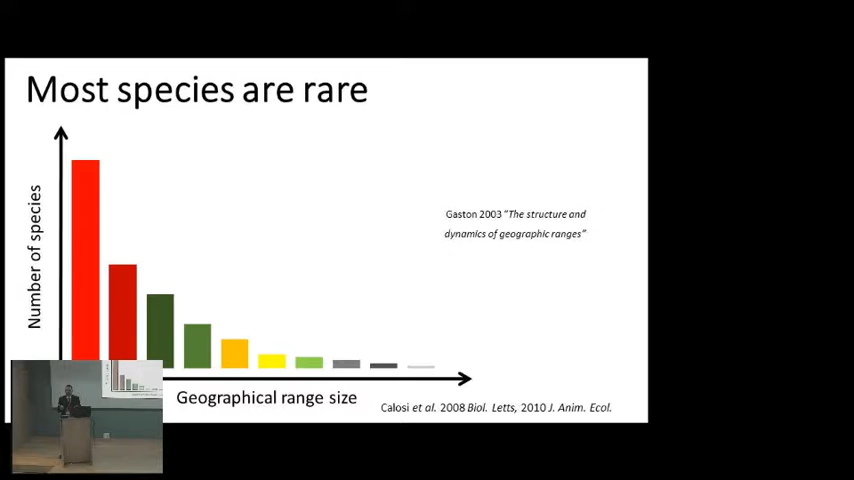 Most species are rare
Number of species
Gaston 2003 "The structure and
dynamics of geographic ranges"
Geographical range size
Calosi et al. 2008 Biol. Letts, 2010 J. Anim. Ecol.